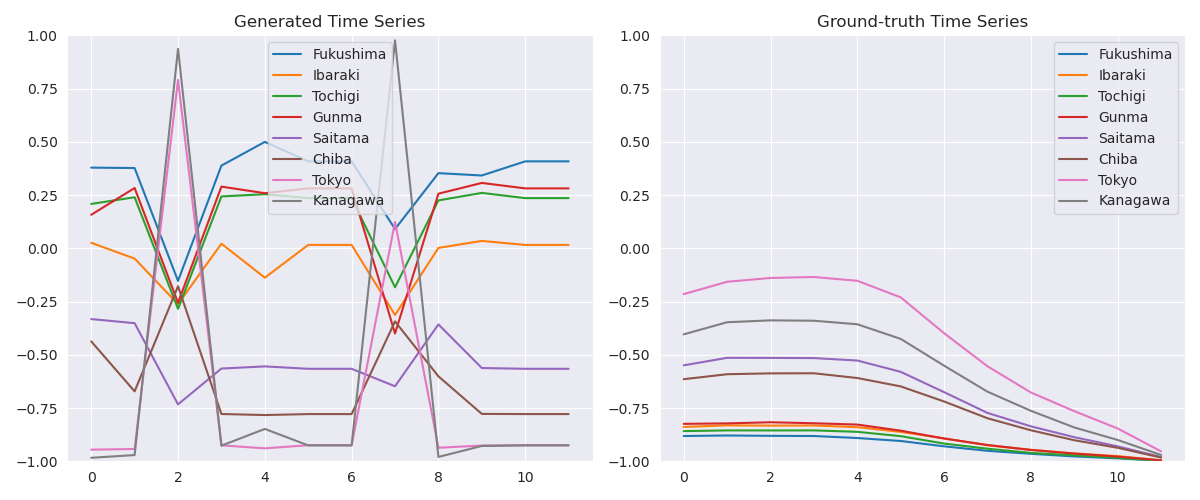 Generated Time Series
1.00
0.75
0.50
0.25
0.00
−0.25
−0.50
−0.75
−1.00
0 2 4 6 8 10
Fukushima
Ibaraki
Tochigi
Gunma
Saitama
Chiba
Tokyo
Kanagawa
Ground-truth Time Series
1.00
0.75
0.50
0.25
0.00
−0.25
−0.50
−0.75
−1.00
0 2 4 6 8 10
Fukushima
Ibaraki
Tochigi
Gunma
Saitama
Chiba
Tokyo
Kanagawa